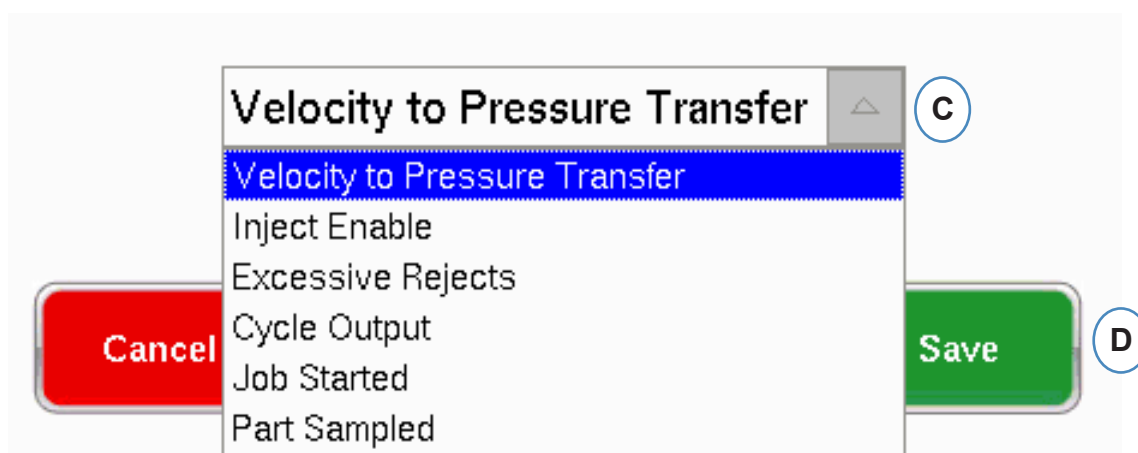 Velocity to Pressure Transfer
C
Velocity to Pressure Transfer
Inject Enable
Excessive Rejects
Cycle Output
Cancel
Save
D
Job Started
Part Sampled